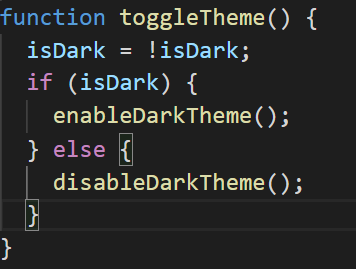 function toggleTheme() {
  isDark = !isDark;
  if (isDark) {
    enableDarkTheme();
  } else {
    disableDarkTheme();
  }
}